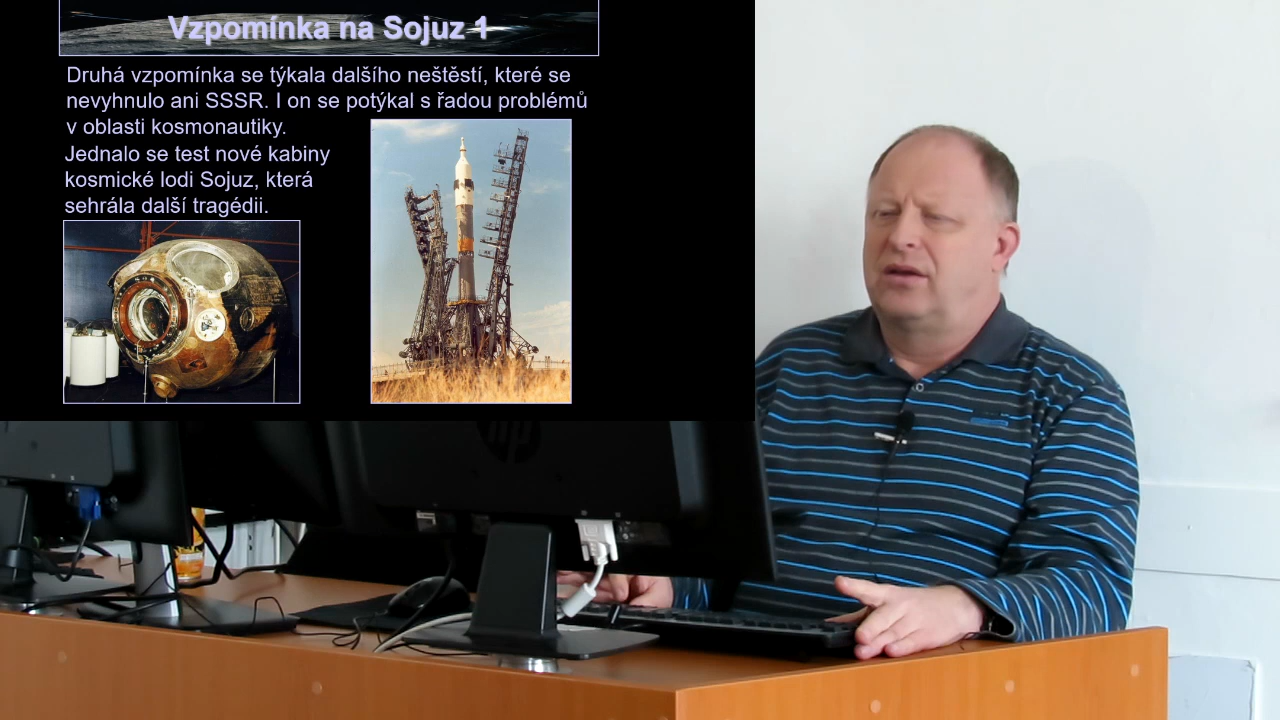 Vzpomínka na Sojuz 1
Druhá vzpomínka se týkala dalšího neštěstí, které se
nevyhnulo ani SSSR. I on se potýkal s řadou problémů
v oblasti kosmonautiky.
Jednalo se test nové kabiny
kosmické lodi Sojuz, která
sehrála další tragédii.
hp